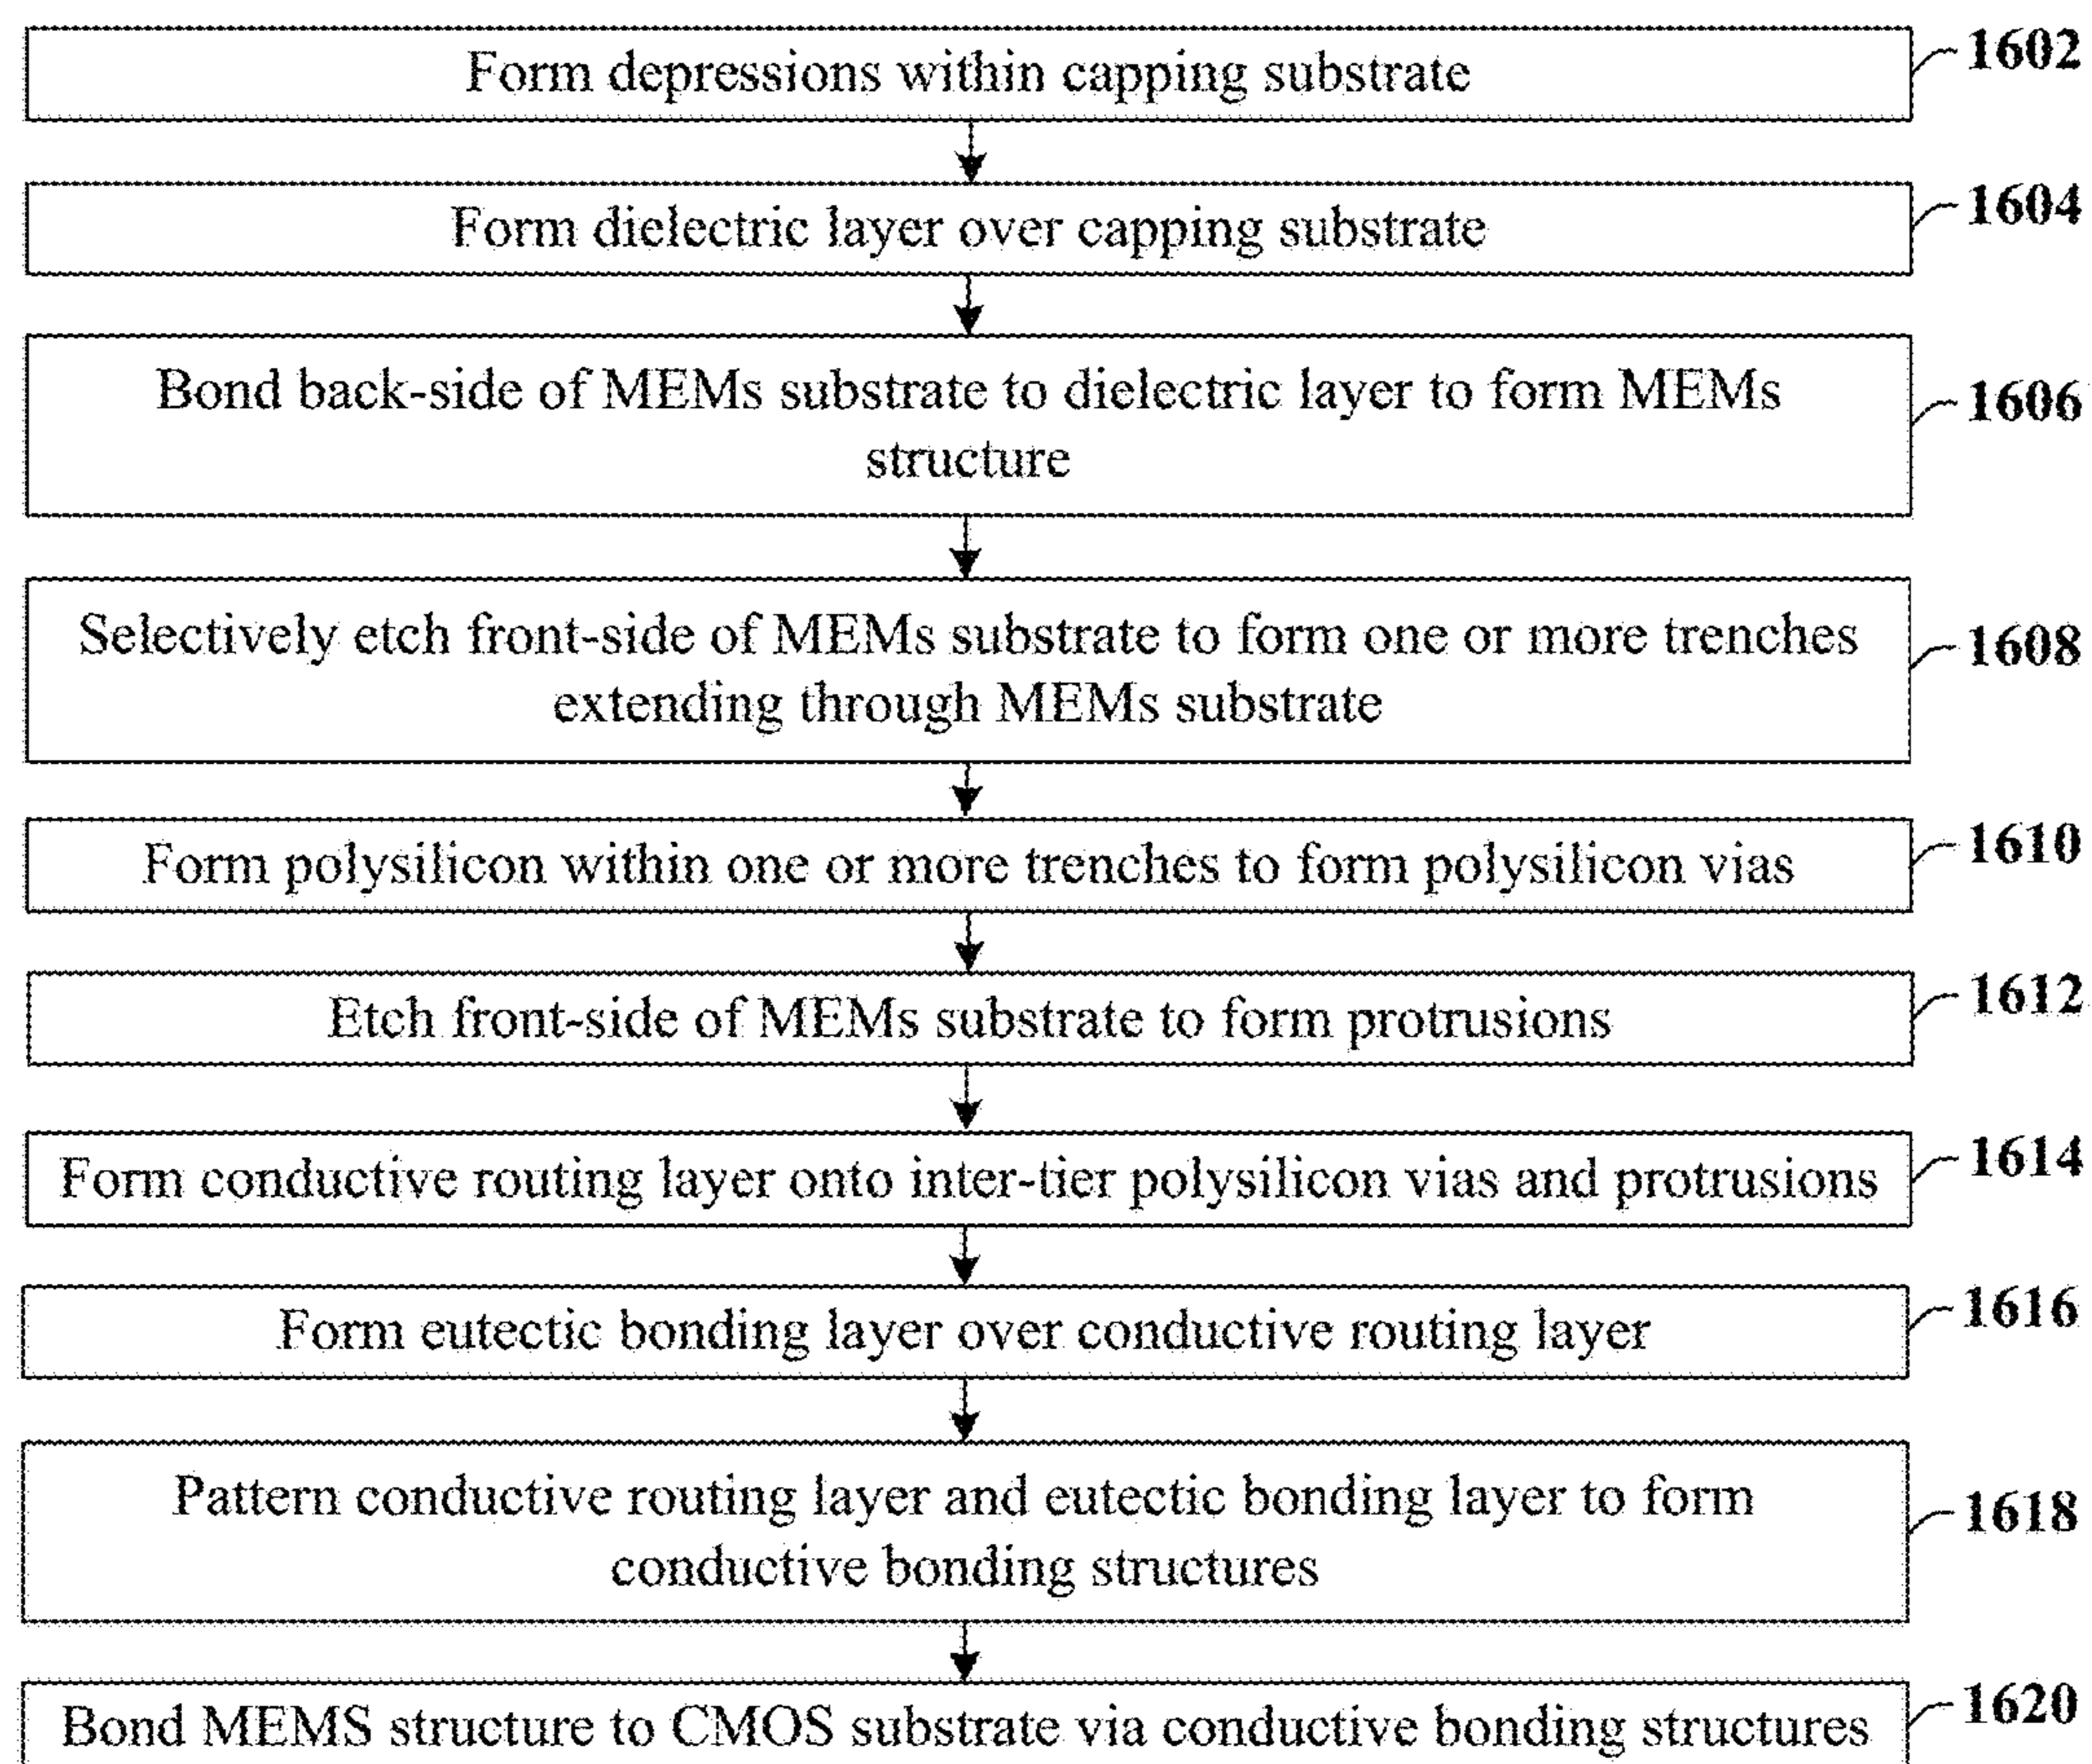 Form depressions within capping substrate
1602
Form dielectric layer over capping substrate
1604
Bond back-side of MEMs substrate to dielectric layer to form MEMs
structure
1606
Selectively etch front-side of MEMs substrate to form one or more trenches
extending through MEMs substrate
1608
Form polysilicon within one or more trenches to form polysilicon vias
1610
Etch front-side of MEMs substrate to form protrusions
1612
Form conductive routing layer onto inter-tier polysilicon vias and protrusions
1614
Form eutectic bonding layer over conductive routing layer
1616
Pattern conductive routing layer and eutectic bonding layer to form
conductive bonding structures
1618
Bond MEMS structure to CMOS substrate via conductive bonding structures
1620